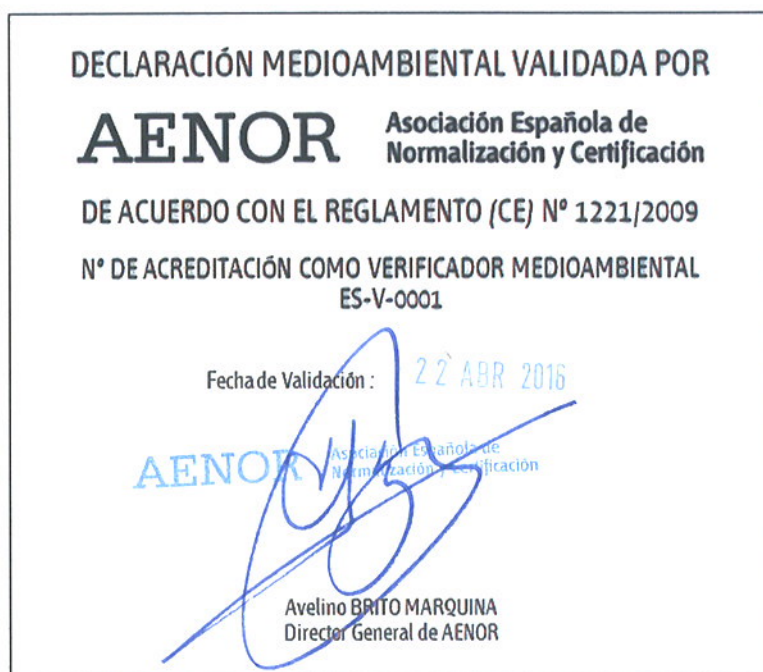 DECLARACIÓN MEDIOAMBIENTAL VALIDADA POR
AENOR
Asociación Española de
Normalización y Certificación
DE ACUERDO CON EL REGLAMENTO (CE) Nº 1221/2009
Nº DE ACREDITACIÓN COMO VERIFICADOR MEDIOAMBIENTAL
ES-V-0001
Fecha de Validación : 22 ABR 2016
AENOR
Asociación Española de
Normalización y Certificación
Avelino BRITO MARQUINA
Director General de AENOR